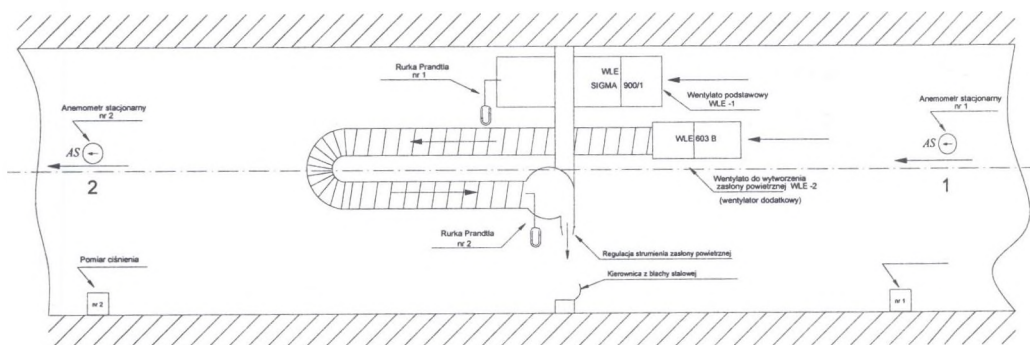 Rurka Prandtla
nr 1
WLE
SIGMA 900/1
Wentylato podstawowy
WLE -1
Anemometr stacjonarny
nr 2
Anemometr stacjonarny
nr 1
AS
WLE 603 B
AS
2
1
Wentylato do wytworzenia
zasłony powietrznej WLE -2
(wentylator dodatkowy)
Rurka Prandtla
nr 2
Regulacja strumienia zasłony powietrznej
Pomiar ciśnienia
Kierownica z blachy stalowej
nr 2
nr 1